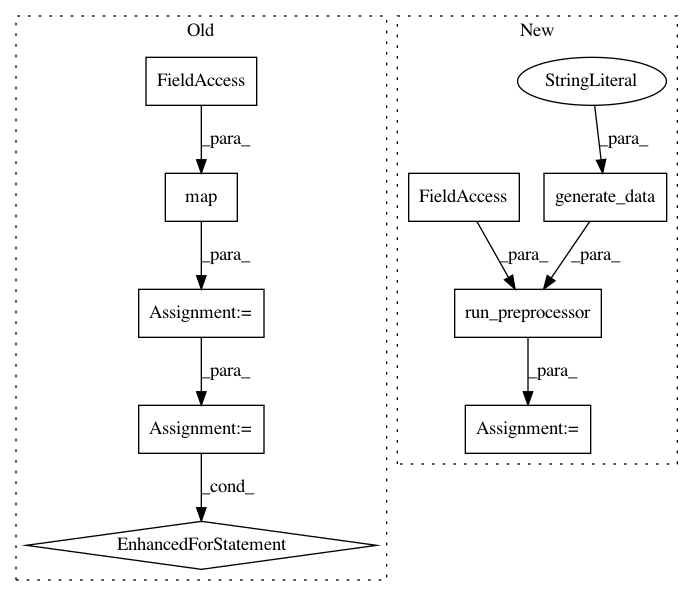 Old
New
FieldAccess
StringLiteral
_para_
_para_
map
FieldAccess
generate_data
_para_
_para_
_para_
Assignment:=
run_preprocessor
_para_
_para_
Assignment:=
Assignment:=
_cond_
EnhancedForStatement